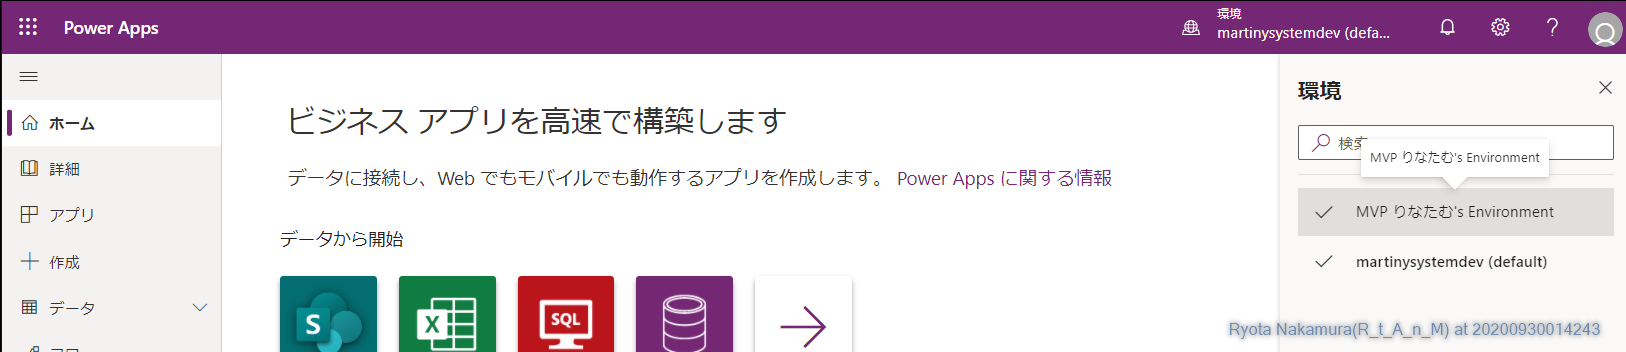 Power Apps
環境
martinysystemdev (defa...
ホーム
詳細
アプリ
作成
データ
ビジネス アプリを高速で構築します
データに接続し、Web でもモバイルでも動作するアプリを作成します。 Power Apps に関する情報
データから開始
S
X
SQL
環境
検索
MVP りなたむ's Environment
MVP りなたむ's Environment
martinysystemdev (default)
Ryota Nakamura(R_t_A_n_M) at 20200930014243